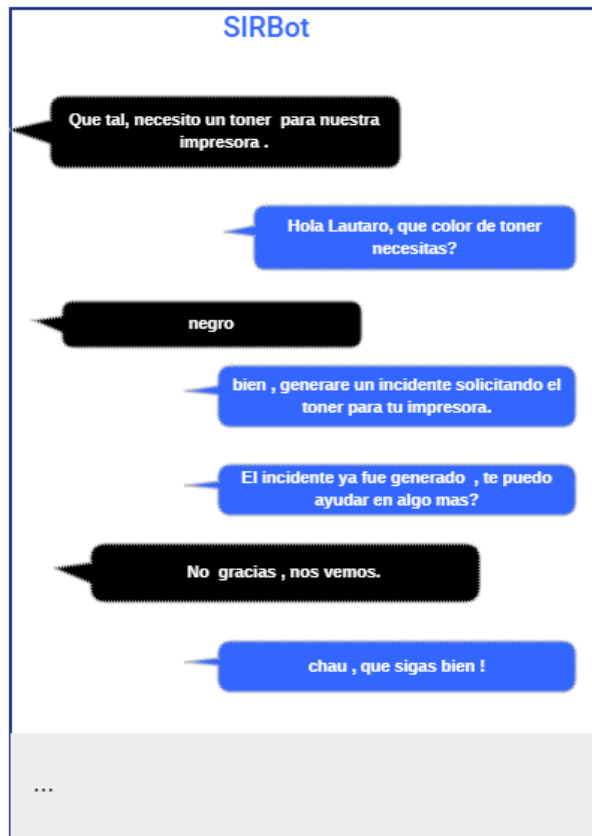 SIRBot
Que tal, necesito un toner para nuestra
impresora .
Hola Lautaro, que color de toner
necesitas?
negro
bien , generare un incidente solicitando el
toner para tu impresora.
El incidente ya fue generado , te puedo
ayudar en algo mas?
No gracias , nos vemos.
chau , que sigas bien !
...